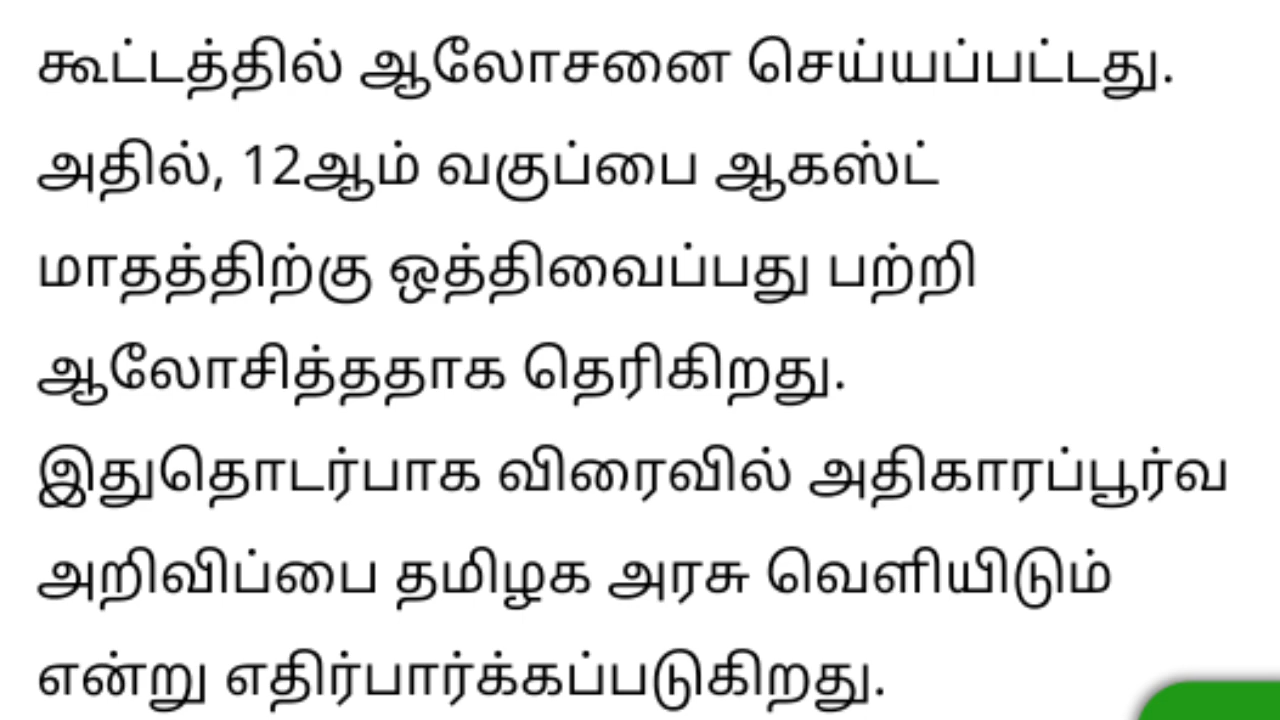 கூட்டத்தில் ஆலோசனை செய்யப்பட்டது.
அதில், 12ஆம் வகுப்பை ஆகஸ்ட்
மாதத்திற்கு ஒத்திவைப்பது பற்றி
ஆலோசித்ததாக தெரிகிறது.
இதுதொடர்பாக விரைவில் அதிகாரப்பூர்வ
அறிவிப்பை தமிழக அரசு வெளியிடும்
என்று எதிர்பார்க்கப்படுகிறது.